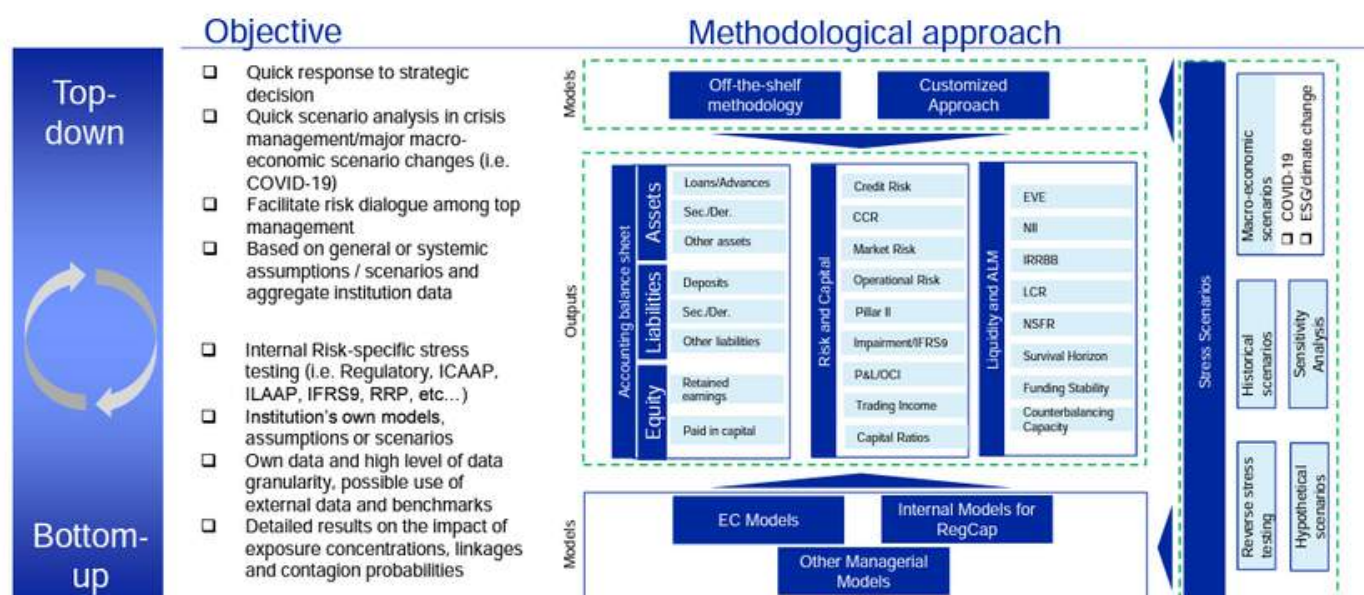 Objective
Methodological approach
Top-
down
Bottom-
up
❑ Quick response to strategic
decision
❑ Quick scenario analysis in crisis
management/major macro-
economic scenario changes (i.e.
COVID-19)
❑ Facilitate risk dialogue among top
management
❑ Based on general or systemic
assumptions / scenarios and
aggregate institution data
❑ Internal Risk-specific stress
testing (i.e. Regulatory, ICAAP,
ILAAP, IFRS9, RRP, etc…)
❑ Institution's own models,
assumptions or scenarios
❑ Own data and high level of data
granularity, possible use of
external data and benchmarks
❑ Detailed results on the impact of
exposure concentrations, linkages
and contagion probabilities
Models
Off-the-shelf
methodology
Customized
Approach
Outputs
Accounting balance sheet
Assets
Loans/Advances
Sec./Der.
Other assets
Liabilities
Deposits
Sec./Der.
Other liabilities
Equity
Retained
earnings
Paid in capital
Risk and Capital
Credit Risk
CCR
Market Risk
Operational Risk
Pillar II
Impairment/IFRS9
P&L/OCI
Trading Income
Capital Ratios
Liquidity and ALM
EVE
NII
IRRBB
LCR
NSFR
Survival Horizon
Funding Stability
Counterbalancing
Capacity
Models
EC Models
Internal Models for
RegCap
Other Managerial
Models
Stress Scenarios
Macro-economic
scenarios
❑ COVID-19
❑ ESG/climate change
Historical
scenarios
Sensitivity
Analysis
Reverse stress
testing
Hypothetical
scenarios